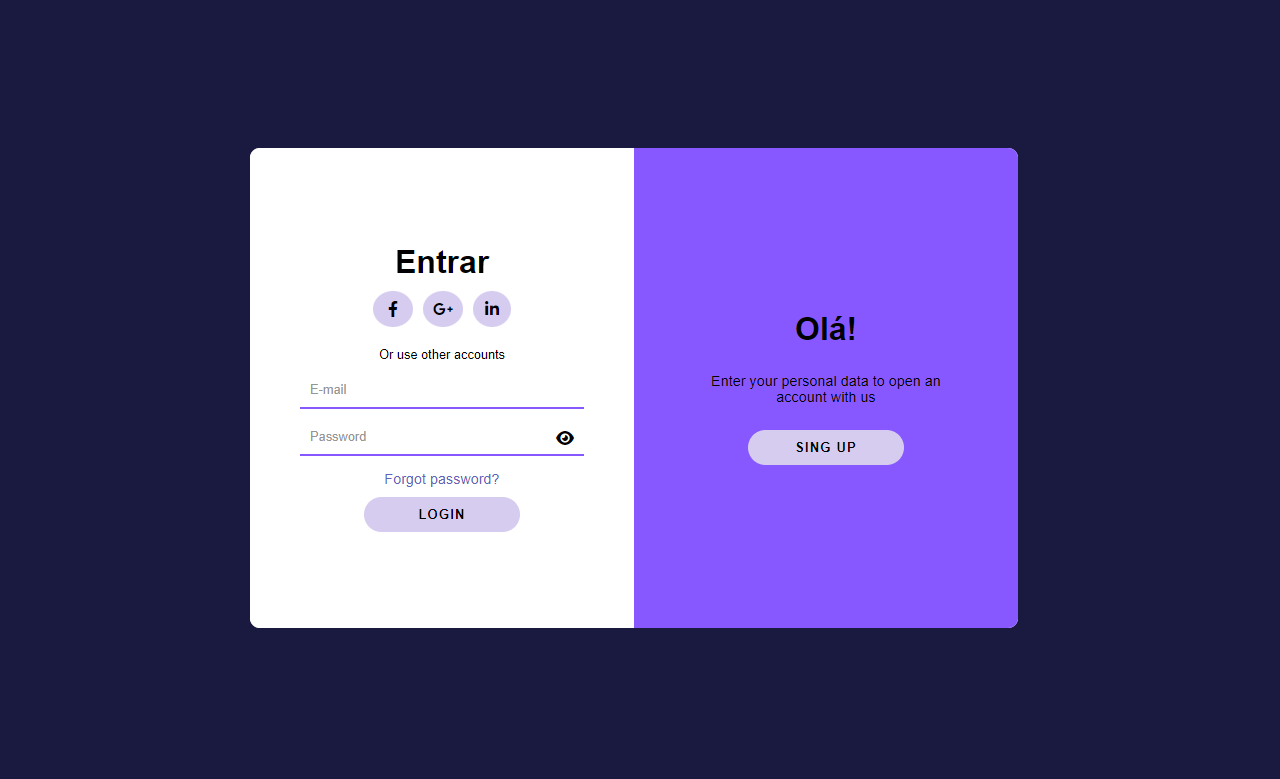 Entrar
Or use other accounts
E-mail
Password
Forgot password?
LOGIN
Olá!
Enter your personal data to open an
account with us
SING UP